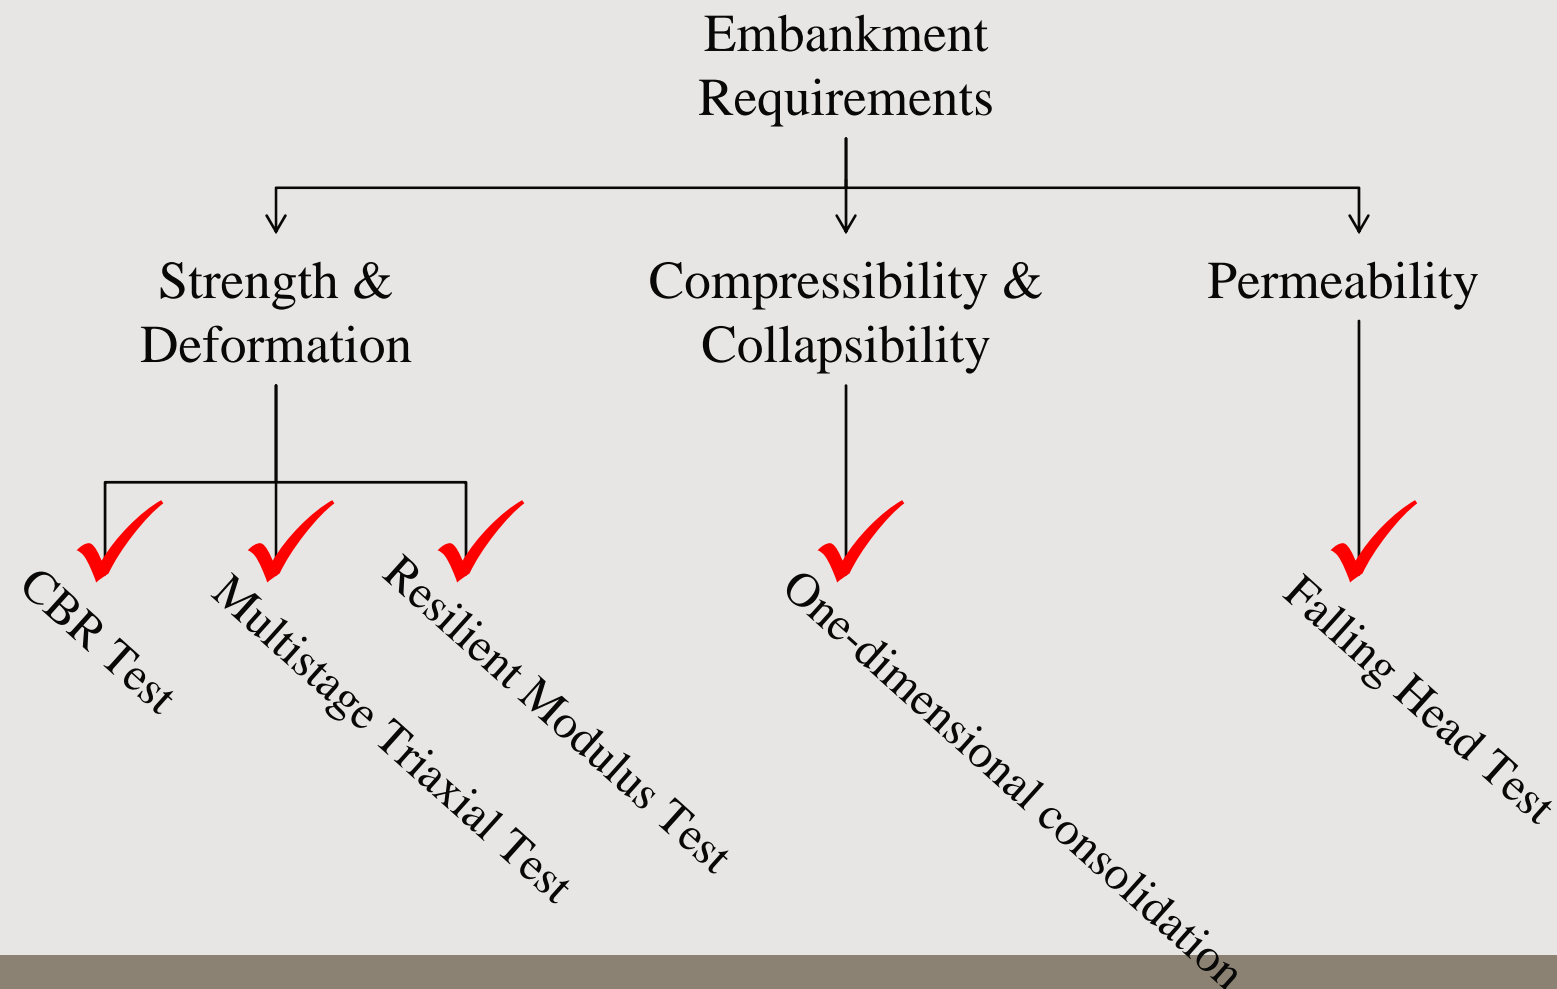 Embankment
Requirements
Strength &
Deformation
Compressibility &
Collapsibility
Permeability
CBR Test
Multistage Triaxial Test
Resilient Modulus Test
One-dimensional consolidation
Falling Head Test